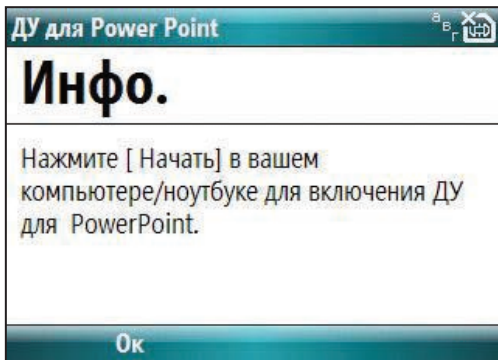 ДУ для Power Point
а в г
Инфо.
Нажмите [ Начать] в вашем
компьютере/ноутбуке для включения ДУ
для PowerPoint.
Ок